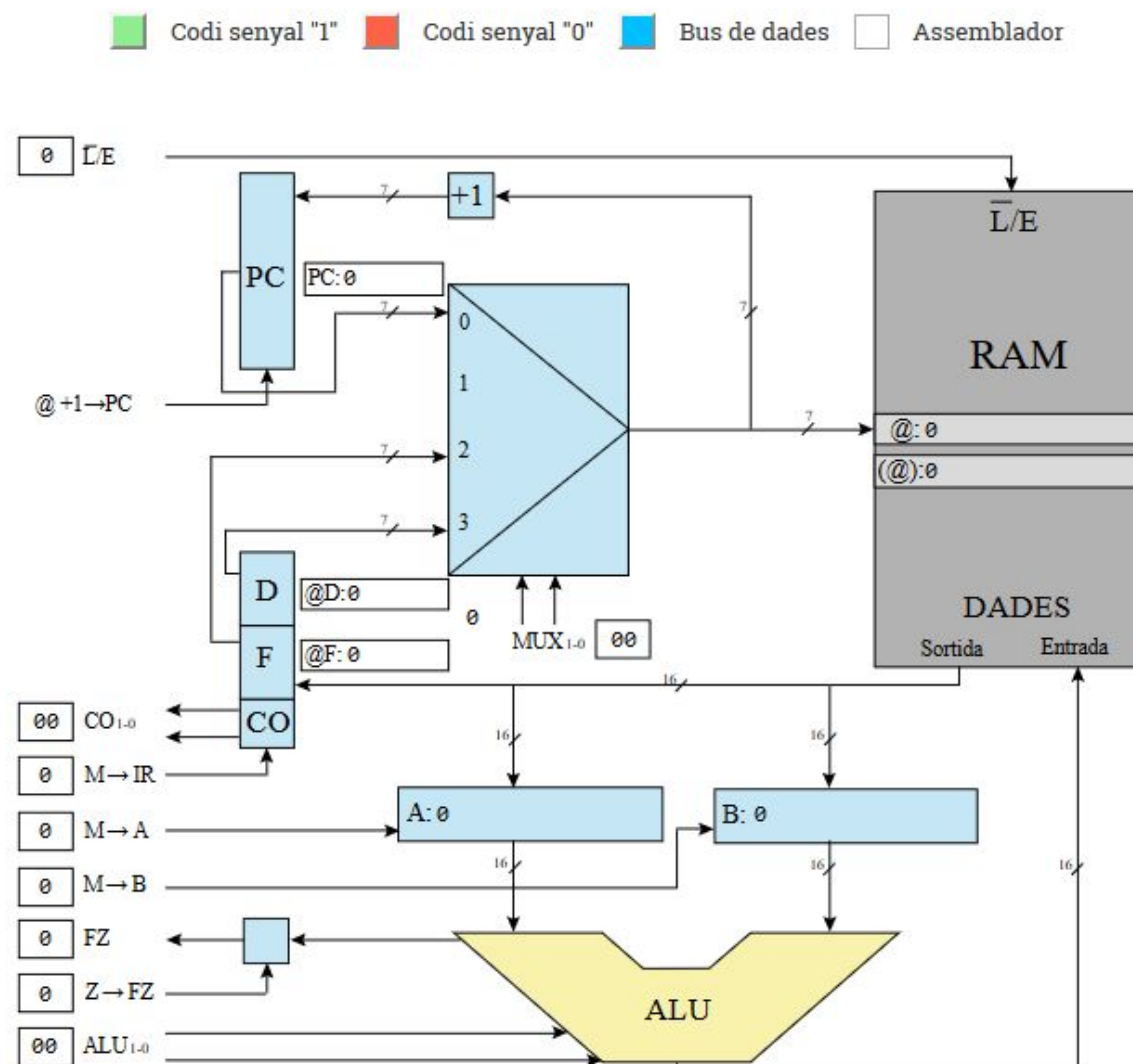 Codi senyal "1" Codi senyal "0" Bus de dades Assemblador
0 L̅/E
7 +1
L̅/E
PC PC: 0
7 0 7
RAM
1
@ +1→PC
7 @: 0
7 2
(@):0
7 3
D @D:0
0 MUX1-0 00
DADES
F @F: 0
Sortida Entrada
16
00 CO1-0 CO
16 16
0 M→IR
A: 0 B: 0
0 M→A
16 16 16
0 M→B
0 FZ
0 Z→FZ
ALU
00 ALU1-0